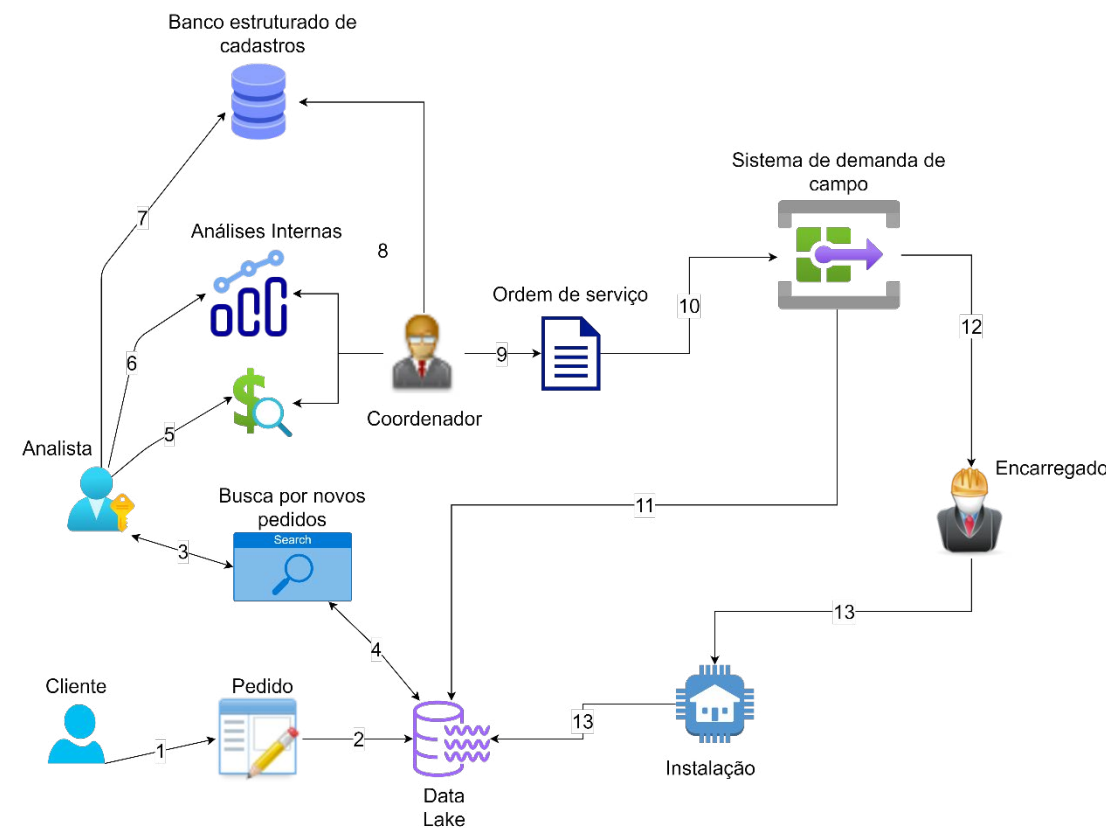 Banco estruturado de
cadastros
Sistema de demanda de
campo
7
Análises Internas
8
Ordem de serviço
10
12
6
9
Coordenador
5
Analista
Encarregado
Busca por novos
pedidos
Search
11
3
13
4
Cliente
Pedido
1
2
13
Instalação
Data
Lake